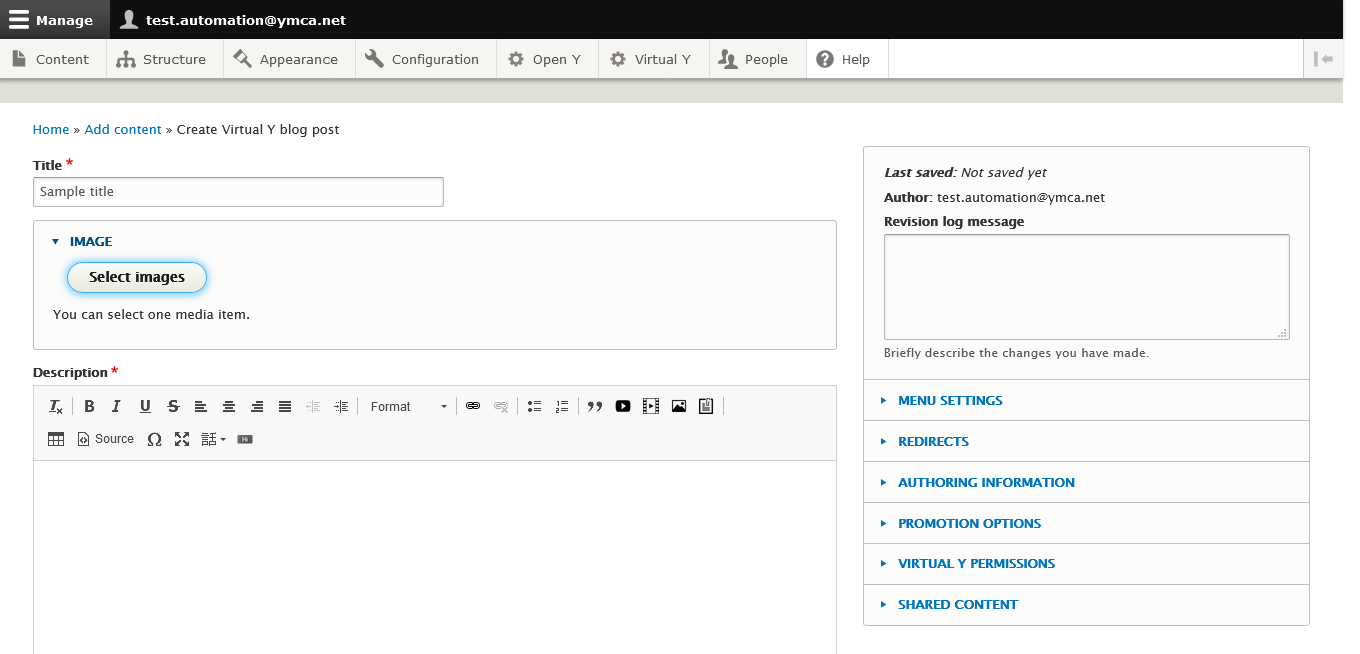 Manage test.automation@ymca.net
Content Structure Appearance Configuration Open Y Virtual Y People Help
Home » Add content » Create Virtual Y blog post
Title *
Sample title
IMAGE
Select images
You can select one media item.
Description *
Format
Source
Last saved: Not saved yet
Author: test.automation@ymca.net
Revision log message
Briefly describe the changes you have made.
MENU SETTINGS
REDIRECTS
AUTHORING INFORMATION
PROMOTION OPTIONS
VIRTUAL Y PERMISSIONS
SHARED CONTENT